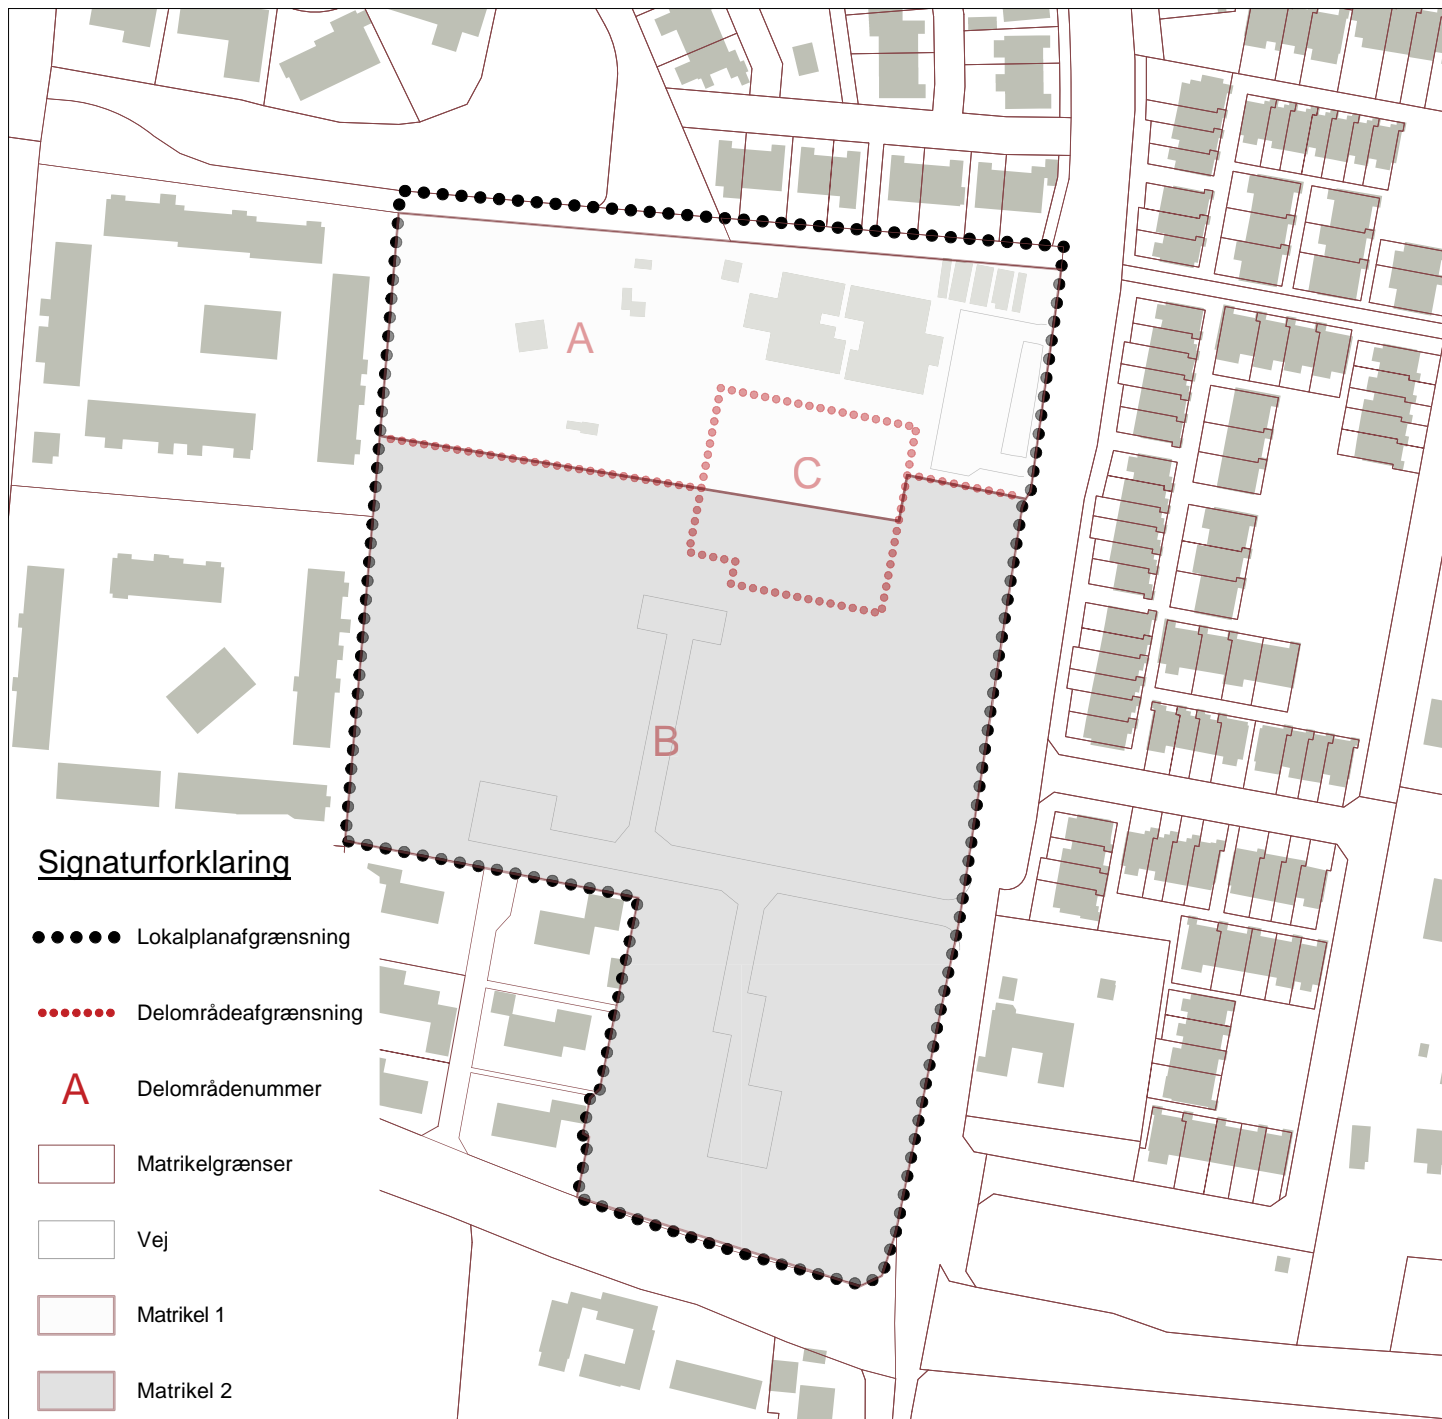 A
C
B
Signaturforklaring
Lokalplanafgrænsning
Delområdeafgrænsning
A Delområdenummer
Matrikelgrænser
Vej
Matrikel 1
Matrikel 2